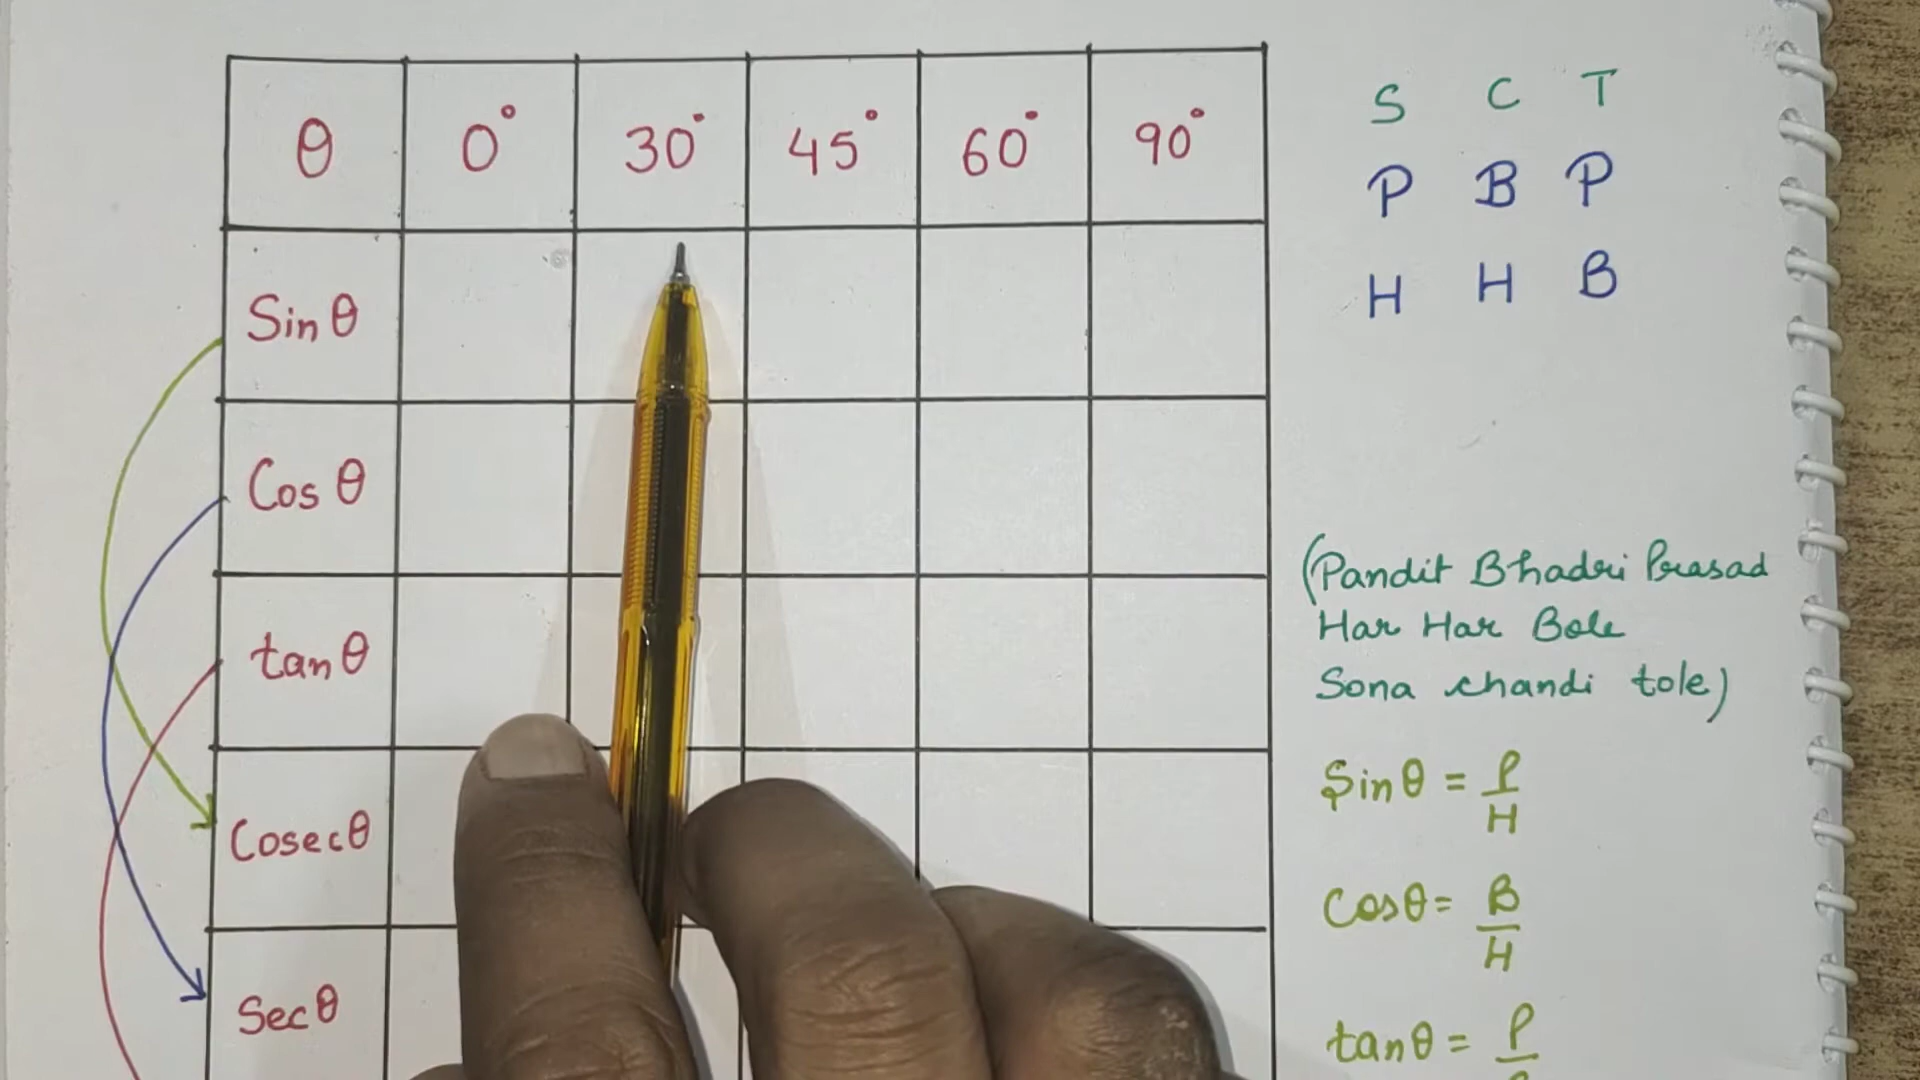 θ 0° 30° 45° 60° 90°
Sin θ
Cos θ
tan θ
Cosec θ
Sec θ
S C T
P B P
H H B
(Pandit Bhadri Prasad
Har Har Bole
Sona chandi tole)
Sin θ = P/H
Cos θ = B/H
tan θ = P